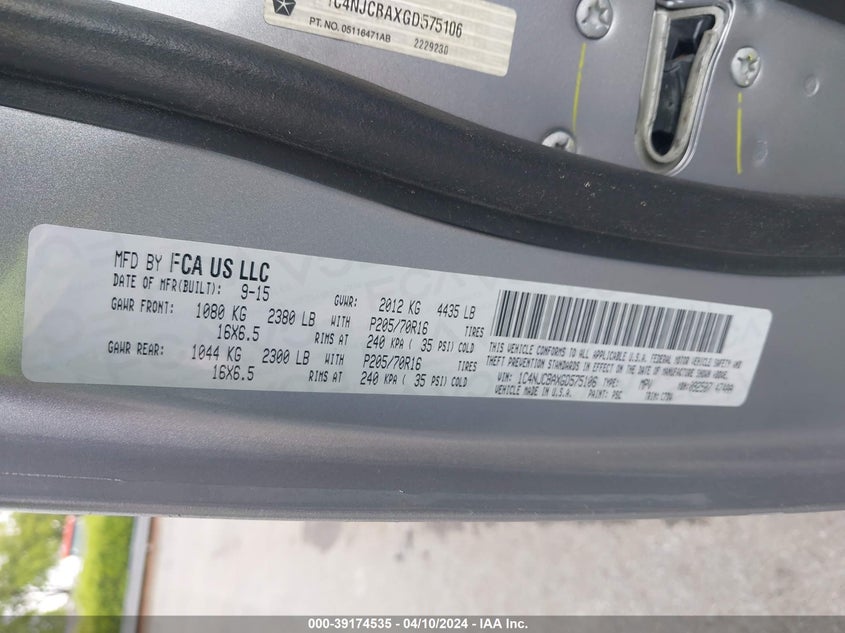 1C4NJCBAXGD575106
PT. NO. 05116471AB 2229230
MFD BY FCA US LLC
DATE OF MFR(BUILT): 9-15 GVWR: 2012 KG 4435 LB
GAWR FRONT: 1080 KG 2380 LB WITH P205/70R16 TIRES
16X6.5 RIMS AT 240 KPA ( 35 PSI) COLD
GAWR REAR: 1044 KG 2300 LB WITH P205/70R16 TIRES
16X6.5 RIMS AT 240 KPA ( 35 PSI) COLD
THIS VEHICLE CONFORMS TO ALL APPLICABLE U.S.A. FEDERAL MOTOR VEHICLE SAFETY AND
THEFT PREVENTION STANDARDS IN EFFECT ON THE DATE OF MANUFACTURE SHOWN ABOVE.
VIN: 1C4NJCBAXGD575106 TYPE: MPV
VEHICLE MADE IN U.S.A. PAINT: PSC TRIM:
000-39174535 - 04/10/2024 - IAA Inc.